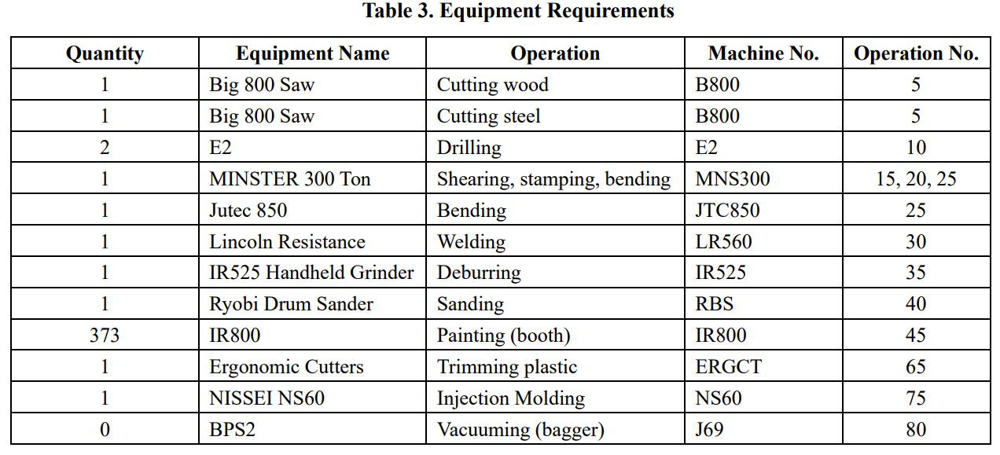 Table 3. Equipment Requirements
Quantity Equipment Name Operation Machine No. Operation No.
1 Big 800 Saw Cutting wood B800 5
1 Big 800 Saw Cutting steel B800 5
2 E2 Drilling E2 10
1 MINSTER 300 Ton Shearing, stamping, bending MNS300 15, 20, 25
1 Jutec 850 Bending JTC850 25
1 Lincoln Resistance Welding LR560 30
1 IR525 Handheld Grinder Deburring IR525 35
1 Ryobi Drum Sander Sanding RBS 40
373 IR800 Painting (booth) IR800 45
1 Ergonomic Cutters Trimming plastic ERGCT 65
1 NISSEI NS60 Injection Molding NS60 75
0 BPS2 Vacuuming (bagger) J69 80